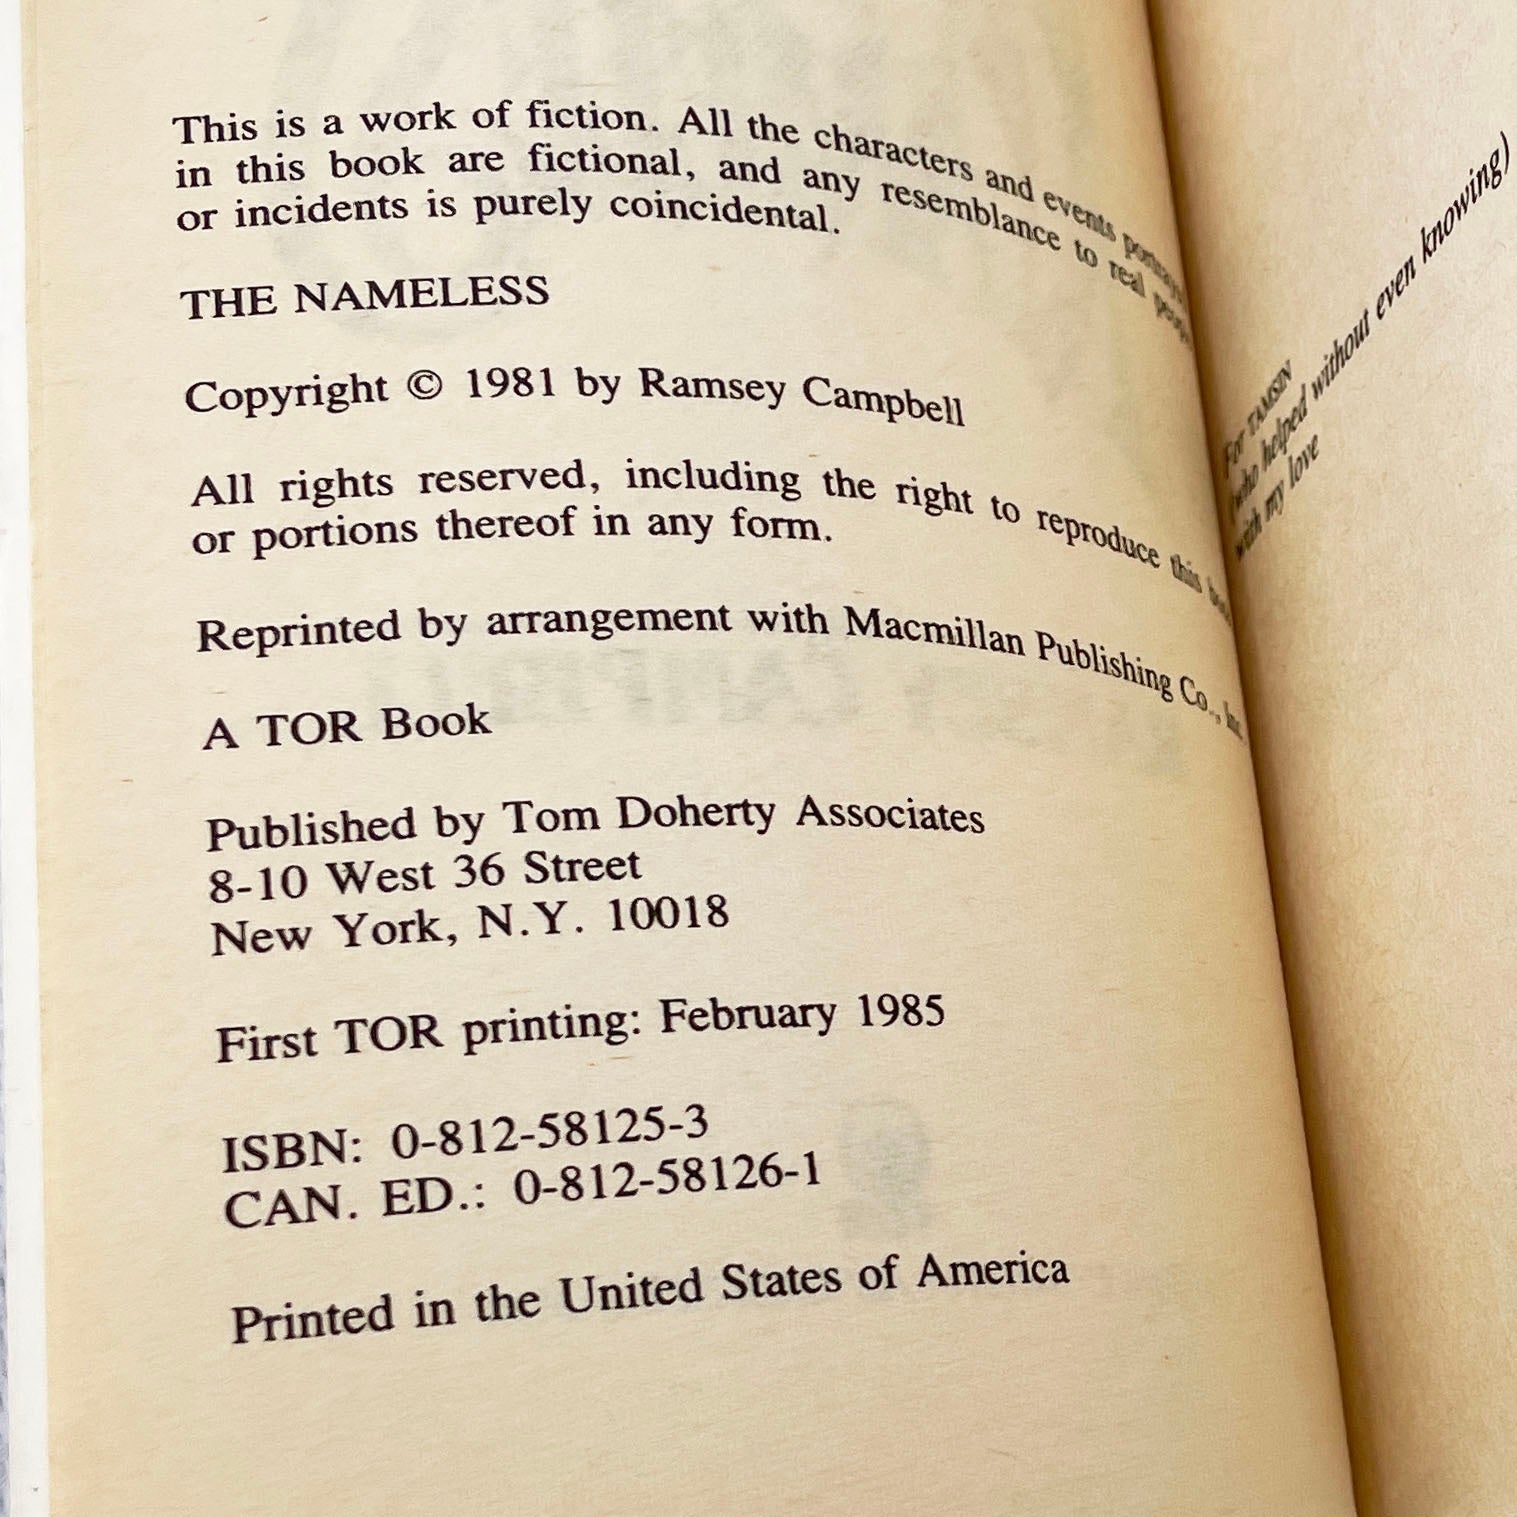 This is a work of fiction. All the characters and events portrayed
in this book are fictional, and any resemblance to real people
or incidents is purely coincidental.
THE NAMELESS
Copyright © 1981 by Ramsey Campbell
All rights reserved, including the right to reproduce this book
or portions thereof in any form.
Reprinted by arrangement with Macmillan Publishing Co., Inc.
A TOR Book
Published by Tom Doherty Associates
8-10 West 36 Street
New York, N.Y. 10018
First TOR printing: February 1985
ISBN: 0-812-58125-3
CAN. ED.: 0-812-58126-1
Printed in the United States of America
For TAMSIN
(who helped without even knowing)
with my love